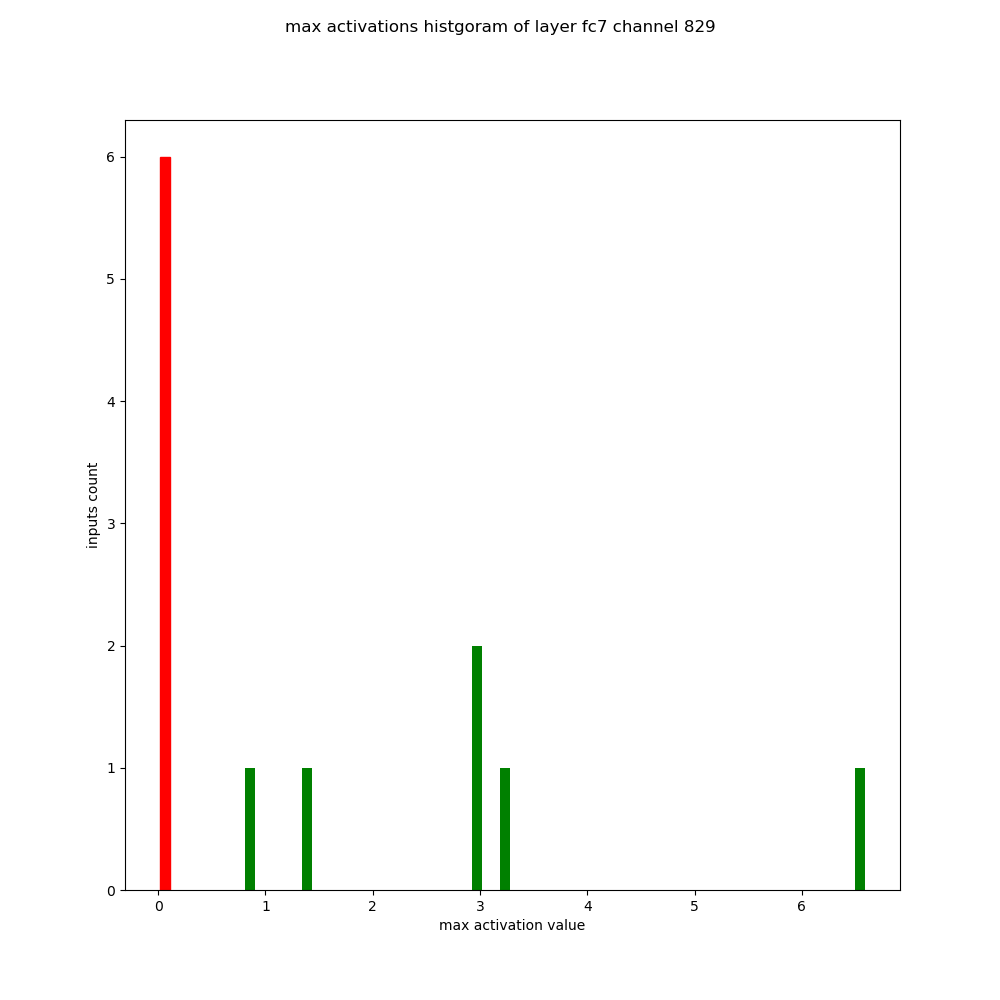 max activations histgoram of layer fc7 channel 829
6
5
4
3
2
1
0
inputs count
0 1 2 3 4 5 6
max activation value